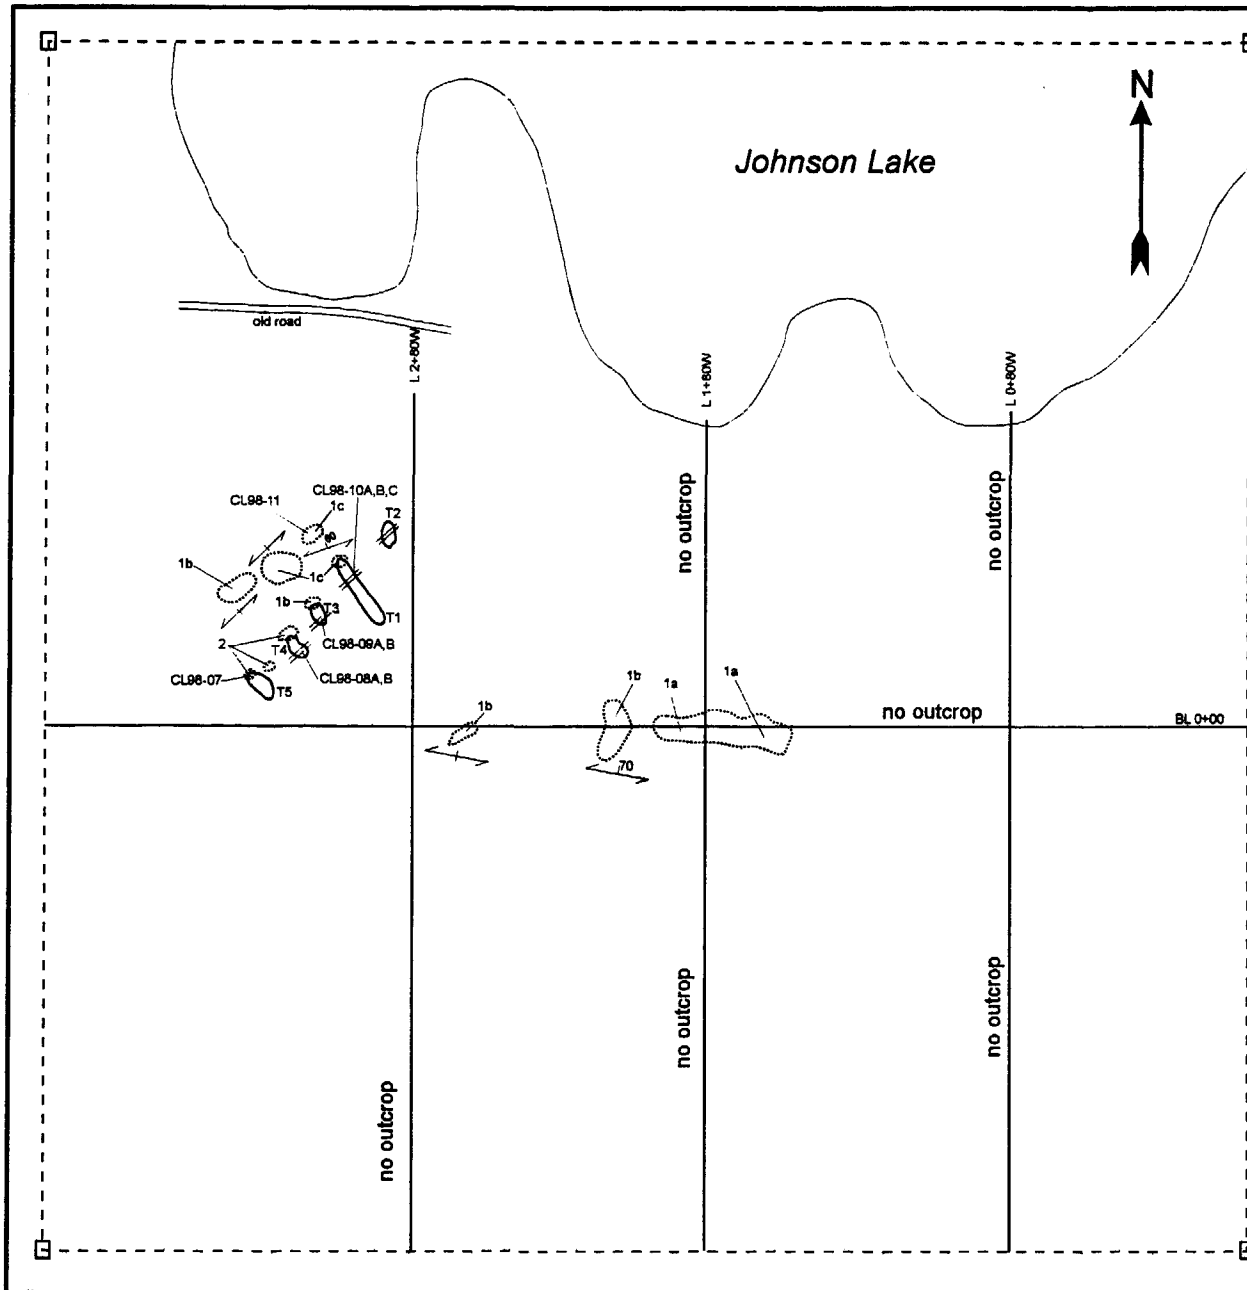 N
Johnson Lake
old road
L 2+80W
L 1+80W
L 0+80W
no outcrop
no outcrop
CL98-10A,B,C
CL98-11
1c
T2
60
1b
1c
1b
T3
T1
2
T4
CL98-09A,B
CL98-07
T5
CL98-08A,B
1b
1b
1a
1a
no outcrop
BL 0+00
70
no outcrop
no outcrop
no outcrop